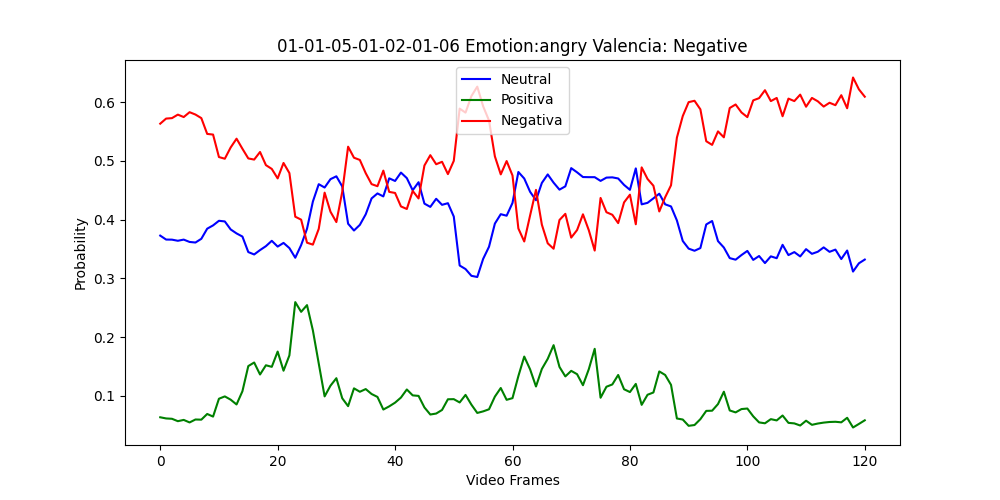 01-01-05-01-02-01-06 Emotion:angry Valencia: Negative
Neutral
Positiva
Negativa
Probability
0.6
0.5
0.4
0.3
0.2
0.1
0 20 40 60 80 100 120
Video Frames